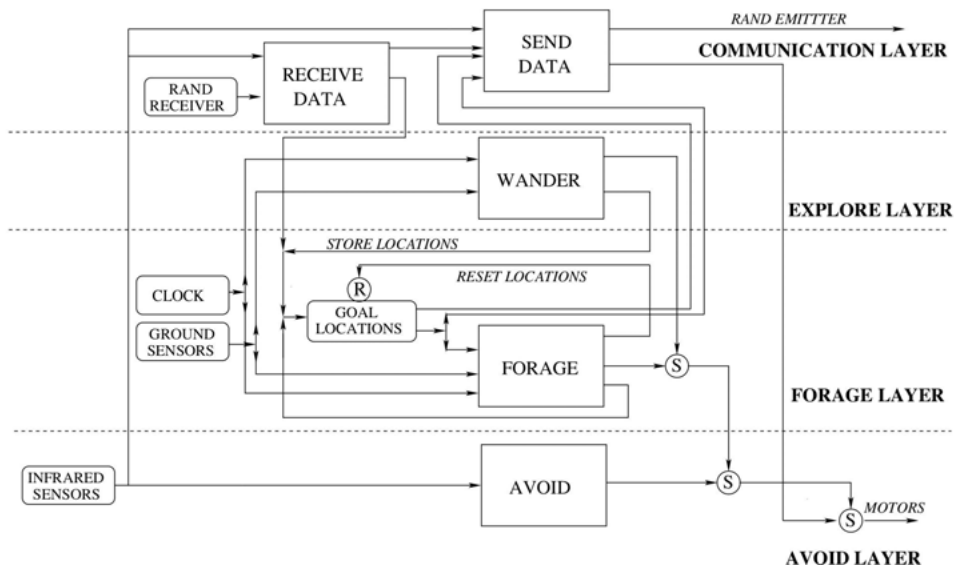 RAND EMITTTER
COMMUNICATION LAYER
SEND
DATA
RECEIVE
DATA
RAND
RECEIVER
WANDER
EXPLORE LAYER
STORE LOCATIONS
RESET LOCATIONS
CLOCK
R
GOAL
LOCATIONS
GROUND
SENSORS
FORAGE
S
FORAGE LAYER
INFRARED
SENSORS
AVOID
S
MOTORS
S
AVOID LAYER